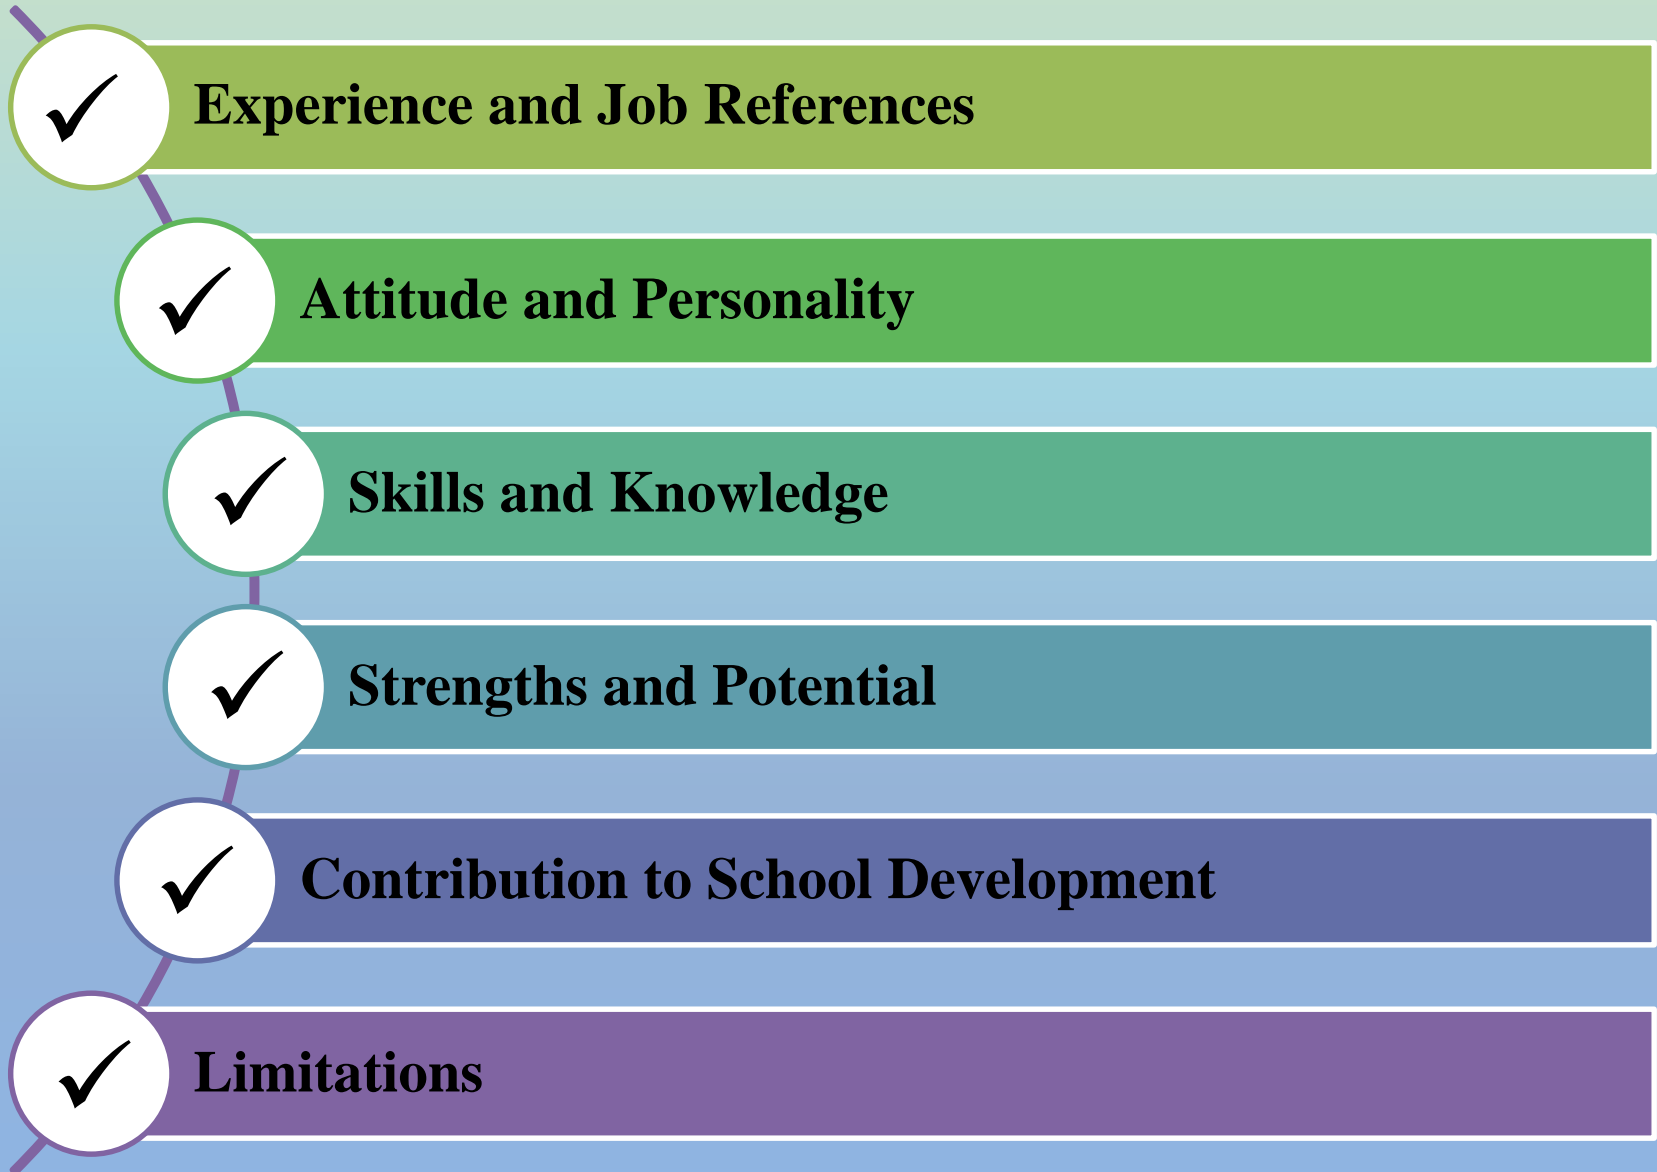 Experience and Job References
Attitude and Personality
Skills and Knowledge
Strengths and Potential
Contribution to School Development
Limitations